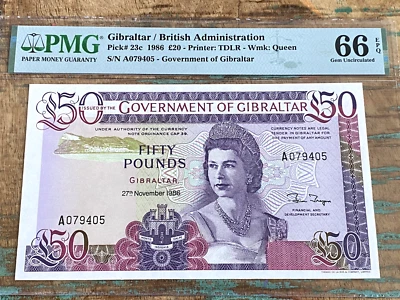 PMG
PAPER MONEY GUARANTY
Gibraltar / British Administration
Pick# 23c 1986 £20 - Printer: TDLR - Wmk: Queen
S/N A079405 - Government of Gibraltar
66 EPQ
Gem Uncirculated
£50 ISSUED BY THE GOVERNMENT OF GIBRALTAR £50
UNDER AUTHORITY OF THE CURRENCY
NOTE ORDINANCE CAP 39.
CURRENCY NOTES ARE LEGAL
TENDER IN GIBRALTAR FOR
THE PAYMENT OF ANY AMOUNT
FIFTY
POUNDS
GIBRALTAR
27th November 1986
A079405
A079405
FINANCIAL AND
DEVELOPMENT SECRETARY
£50
£50